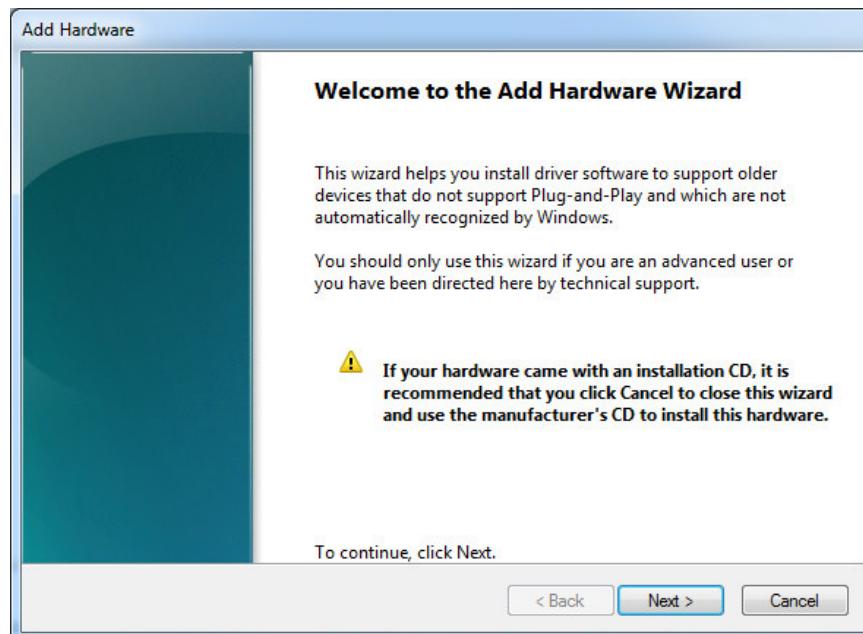 Add Hardware
Welcome to the Add Hardware Wizard
This wizard helps you install driver software to support older
devices that do not support Plug-and-Play and which are not
automatically recognized by Windows.
You should only use this wizard if you are an advanced user or
you have been directed here by technical support.
If your hardware came with an installation CD, it is
recommended that you click Cancel to close this wizard
and use the manufacturer's CD to install this hardware.
To continue, click Next.
< Back Next > Cancel